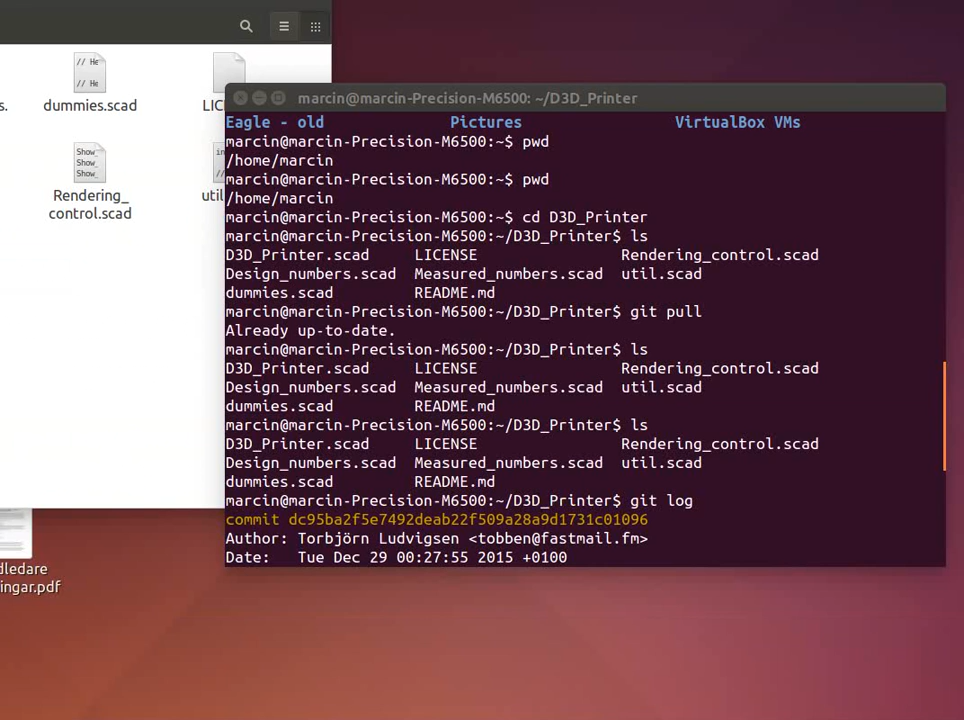 // He
// He
s.
dummies.scad
LIC
Show_
Show_
Show_
in
//
Rendering_
control.scad
util
dledare
ingar.pdf
marcin@marcin-Precision-M6500: ~/D3D_Printer
Eagle - old Pictures VirtualBox VMs
marcin@marcin-Precision-M6500:~$ pwd
/home/marcin
marcin@marcin-Precision-M6500:~$ pwd
/home/marcin
marcin@marcin-Precision-M6500:~$ cd D3D_Printer
marcin@marcin-Precision-M6500:~/D3D_Printer$ ls
D3D_Printer.scad LICENSE Rendering_control.scad
Design_numbers.scad Measured_numbers.scad util.scad
dummies.scad README.md
marcin@marcin-Precision-M6500:~/D3D_Printer$ git pull
Already up-to-date.
marcin@marcin-Precision-M6500:~/D3D_Printer$ ls
D3D_Printer.scad LICENSE Rendering_control.scad
Design_numbers.scad Measured_numbers.scad util.scad
dummies.scad README.md
marcin@marcin-Precision-M6500:~/D3D_Printer$ ls
D3D_Printer.scad LICENSE Rendering_control.scad
Design_numbers.scad Measured_numbers.scad util.scad
dummies.scad README.md
marcin@marcin-Precision-M6500:~/D3D_Printer$ git log
commit dc95ba2f5e7492deab22f509a28a9d1731c01096
Author: Torbjörn Ludvigsen <tobben@fastmail.fm>
Date: Tue Dec 29 00:27:55 2015 +0100